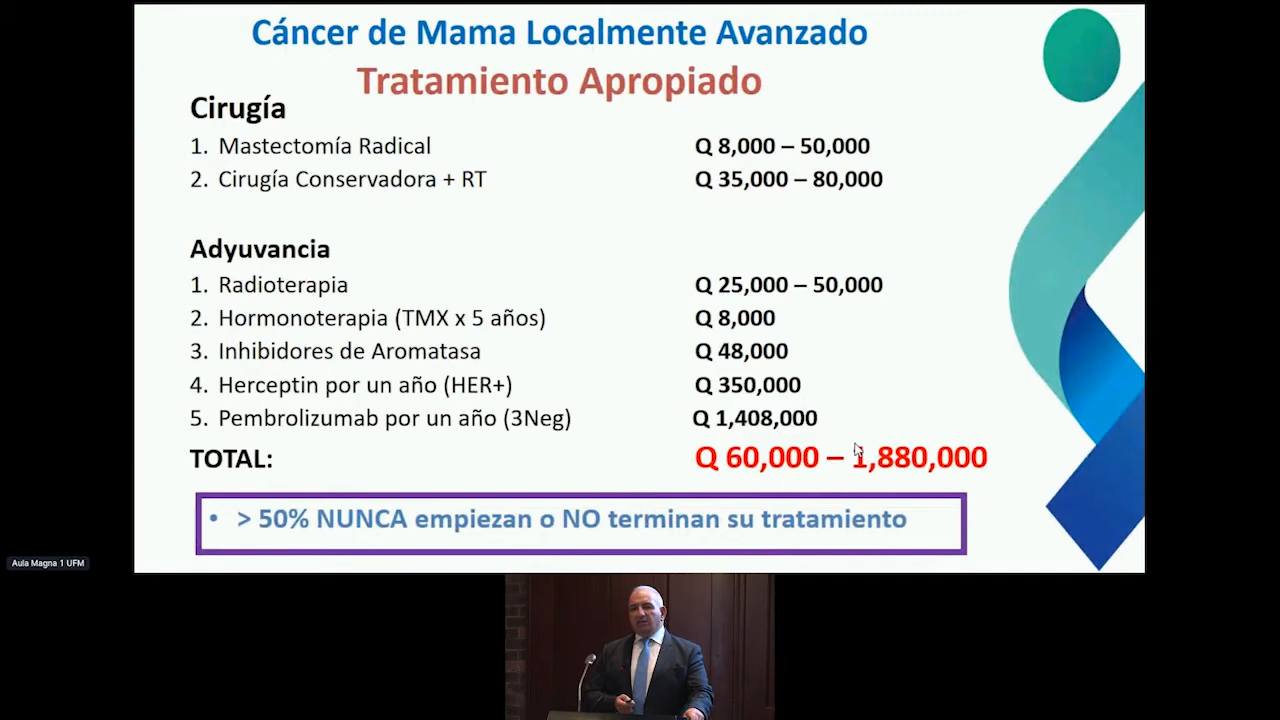 Cáncer de Mama Localmente Avanzado
Tratamiento Apropiado
Cirugía
1. Mastectomía Radical Q 8,000 – 50,000
2. Cirugía Conservadora + RT Q 35,000 – 80,000
Adyuvancia
1. Radioterapia Q 25,000 – 50,000
2. Hormonoterapia (TMX x 5 años) Q 8,000
3. Inhibidores de Aromatasa Q 48,000
4. Herceptin por un año (HER+) Q 350,000
5. Pembrolizumab por un año (3Neg) Q 1,408,000
TOTAL: Q 60,000 – 1,880,000
• > 50% NUNCA empiezan o NO terminan su tratamiento
Aula Magna 1 UFM